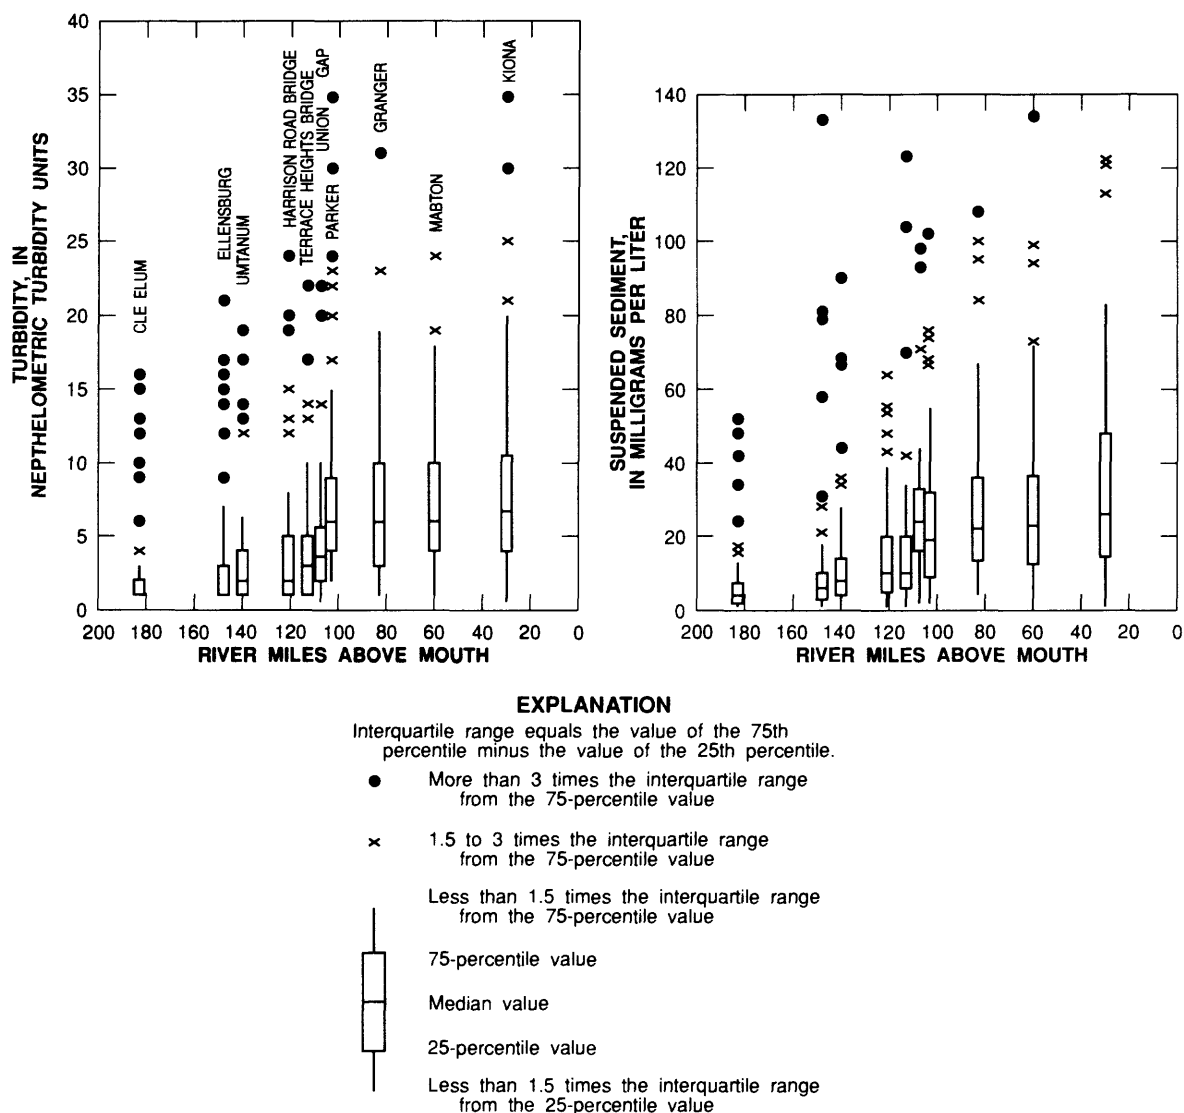 40
35
30
25
20
15
10
5
0
TURBIDITY, IN
NEPTHELOMETRIC TURBIDITY UNITS
CLE ELUM
ELLENSBURG
UMTANUM
HARRISON ROAD BRIDGE
TERRACE HEIGHTS BRIDGE
UNION GAP
PARKER
GRANGER
MABTON
KIONA
200 180 160 140 120 100 80 60 40 20 0
RIVER MILES ABOVE MOUTH
140
120
100
80
60
40
20
0
SUSPENDED SEDIMENT,
IN MILLIGRAMS PER LITER
200 180 160 140 120 100 80 60 40 20 0
RIVER MILES ABOVE MOUTH
EXPLANATION
Interquartile range equals the value of the 75th
percentile minus the value of the 25th percentile.
More than 3 times the interquartile range
from the 75-percentile value
1.5 to 3 times the interquartile range
from the 75-percentile value
Less than 1.5 times the interquartile range
from the 75-percentile value
75-percentile value
Median value
25-percentile value
Less than 1.5 times the interquartile range
from the 25-percentile value